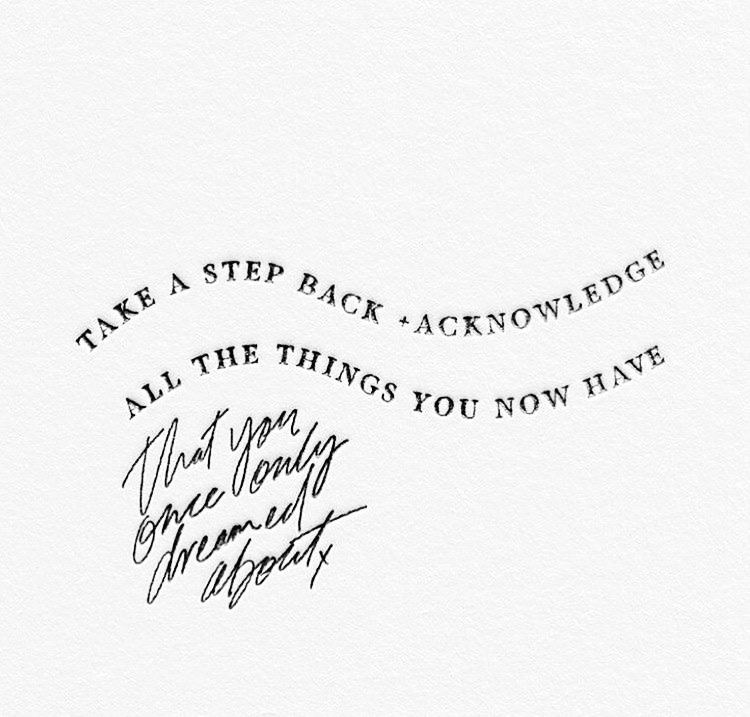 TAKE A STEP BACK + ACKNOWLEDGE
ALL THE THINGS YOU NOW HAVE
that you
once only
dreamed
about x